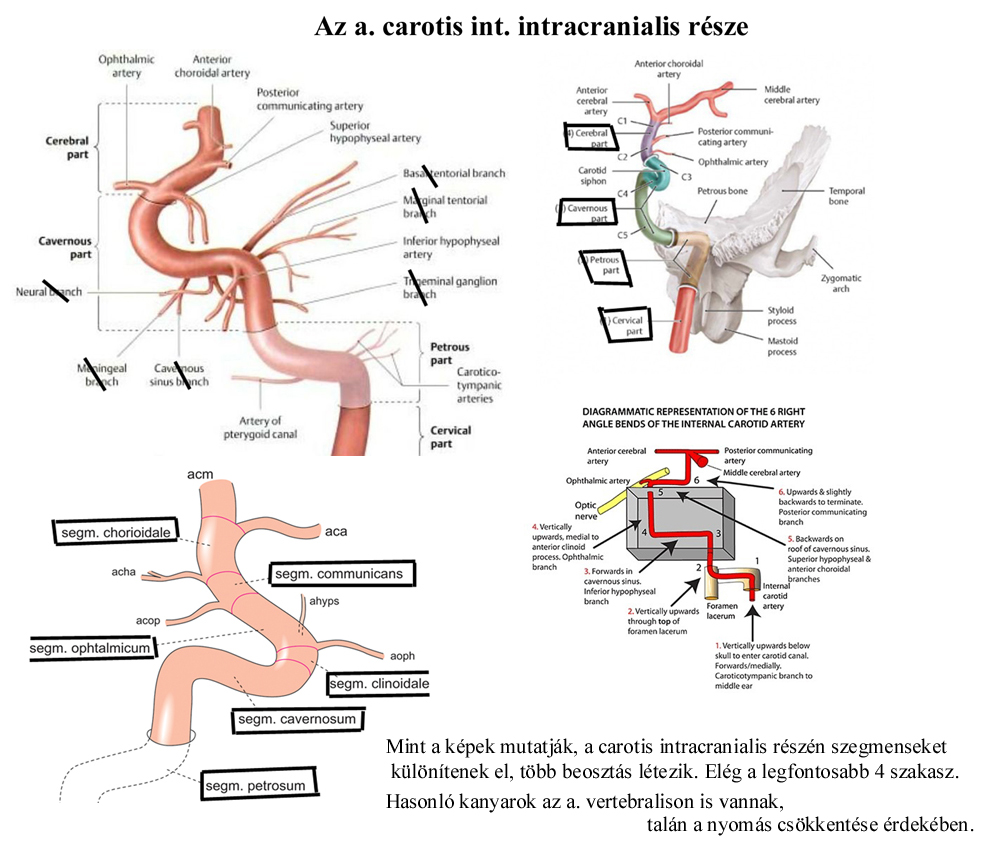 Az a. carotis int. intracranialis része
Ophthalmic
artery
Anterior
choroidal artery
Posterior
communicating artery
Superior
hypophyseal artery
Cerebral
part
Basal tentorial branch
Marginal tentorial
branch
Cavernous
part
Inferior hypophyseal
artery
Neural branch
Trigeminal ganglion
branch
Meningeal
branch
Cavernous
sinus branch
Petrous
part
Carotico-
tympanic
arteries
Artery of
pterygoid canal
Cervical
part
Anterior choroidal
artery
Anterior
cerebral
artery
Middle
cerebral artery
C1
(4) Cerebral
part
Posterior communi-
cating artery
C2
Ophthalmic artery
Carotid
siphon
C3
C4
Petrous bone
Temporal
bone
(3) Cavernous
part
C5
(2) Petrous
part
Zygomatic
arch
(1) Cervical
part
Styloid
process
Mastoid
process
DIAGRAMMATIC REPRESENTATION OF THE 6 RIGHT
ANGLE BENDS OF THE INTERNAL CAROTID ARTERY
Anterior cerebral
artery
Posterior communicating
artery
Middle cerebral artery
Ophthalmic artery
6
5
6. Upwards & slightly
backwards to terminate.
Posterior communicating
branch
Optic
nerve
4. Vertically
upwards, medial to
anterior clinoid
process. Ophthalmic
branch
4
3
5. Backwards on
roof of cavernous sinus.
Superior hypophyseal &
anterior choroidal
branches
3. Forwards in
cavernous sinus.
Inferior hypophyseal
branch
2
1
Internal
carotid
artery
2. Vertically upwards
through top of
foramen lacerum
Foramen
lacerum
1. Vertically upwards below
skull to enter carotid canal.
Forwards/medially.
Caroticotympanic branch to
middle ear
acm
segm. chorioidale
aca
acha
segm. communicans
ahyps
acop
segm. ophtalmicum
aoph
segm. clinoidale
segm. cavernosum
segm. petrosum
Mint a képek mutatják, a carotis intracranialis részén szegmenseket
különítenek el, több beosztás létezik. Elég a legfontosabb 4 szakasz.
Hasonló kanyarok az a. vertebralison is vannak,
talán a nyomás csökkentése érdekében.